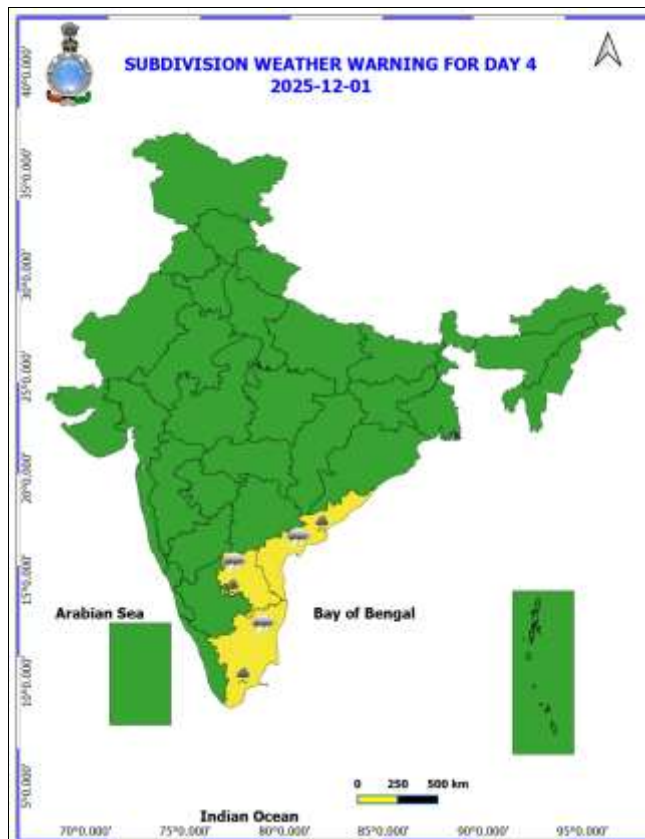 SUBDIVISION WEATHER WARNING FOR DAY 4
2025-12-01
40°0.000'
35°0.000'
30°0.000'
25°0.000'
20°0.000'
15°0.000'
10°0.000'
5°0.000'
Arabian Sea
Bay of Bengal
0 250 500 km
Indian Ocean
70°0.000' 75°0.000' 80°0.000' 85°0.000' 90°0.000' 95°0.000'